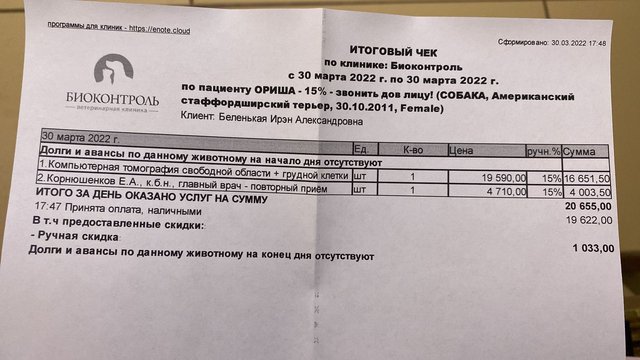 программы для клиник - https://enote.cloud
Сформировано: 30.03.2022 17:48
БИОКОНТРОЛЬ
ветеринарная клиника
ИТОГОВЫЙ ЧЕК
по клинике: Биоконтроль
с 30 марта 2022 г. по 30 марта 2022 г.
по пациенту ОРИША - 15% - звонить дов лицу! (СОБАКА, Американский
стаффордширский терьер, 30.10.2011, Female)
Клиент: Беленькая Ирэн Александровна
30 марта 2022 г. Ед. К-во Цена ручн.% Сумма
Долги и авансы по данному животному на начало дня отсутствуют
1.Компьютерная томография свободной области + грудной клетки шт 1 19 590,00 15% 16 651,50
2.Корнюшенков Е.А., к.б.н., главный врач - повторный приём шт 1 4 710,00 15% 4 003,50
ИТОГО ЗА ДЕНЬ ОКАЗАНО УСЛУГ НА СУММУ 20 655,00
17:47 Принята оплата, наличными 19 622,00
В т.ч предоставленные скидки:
- Ручная скидка: 1 033,00
Долги и авансы по данному животному на конец дня отсутствуют